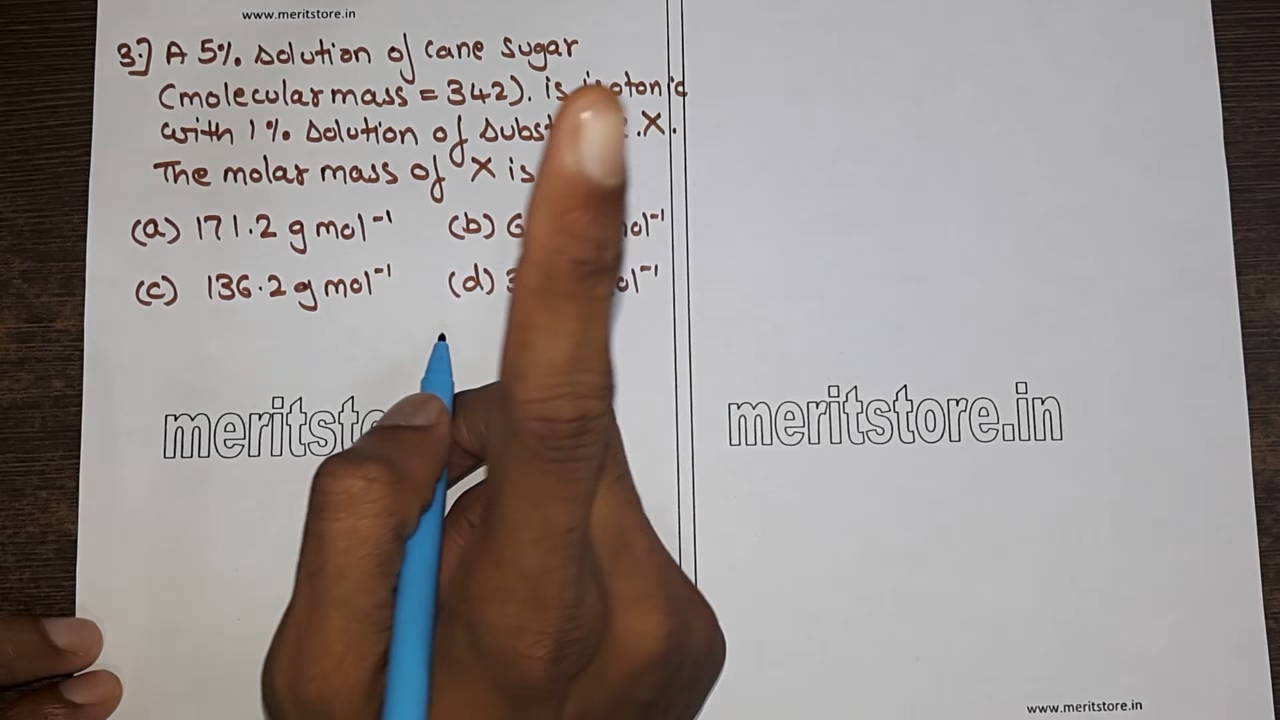 www.meritstore.in
3.] A 5% solution of cane sugar
(molecular mass = 342). is isotonic
with 1% solution of X.
The molar mass of X is
(a) 171.2 g mol⁻¹ (b)
(c) 136.2 g mol⁻¹ (d)
meritstore.in
www.meritstore.in